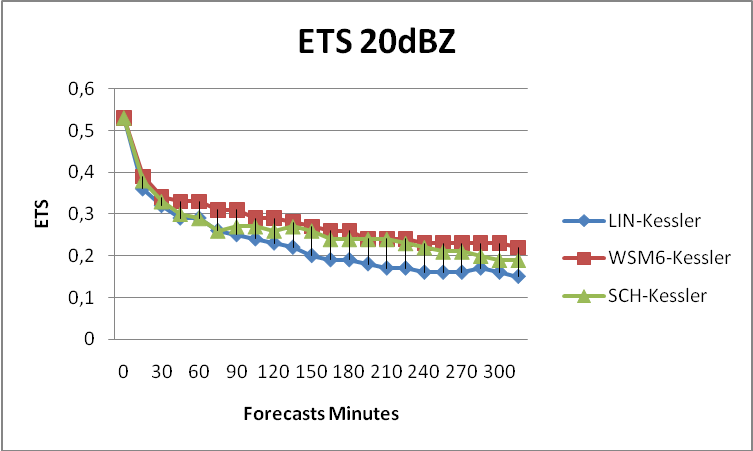 ETS 20dBZ
0,6
0,5
0,4
0,3
0,2
0,1
0
ETS
0 30 60 90 120 150 180 210 240 270 300
Forecasts Minutes
LIN-Kessler
WSM6-Kessler
SCH-Kessler